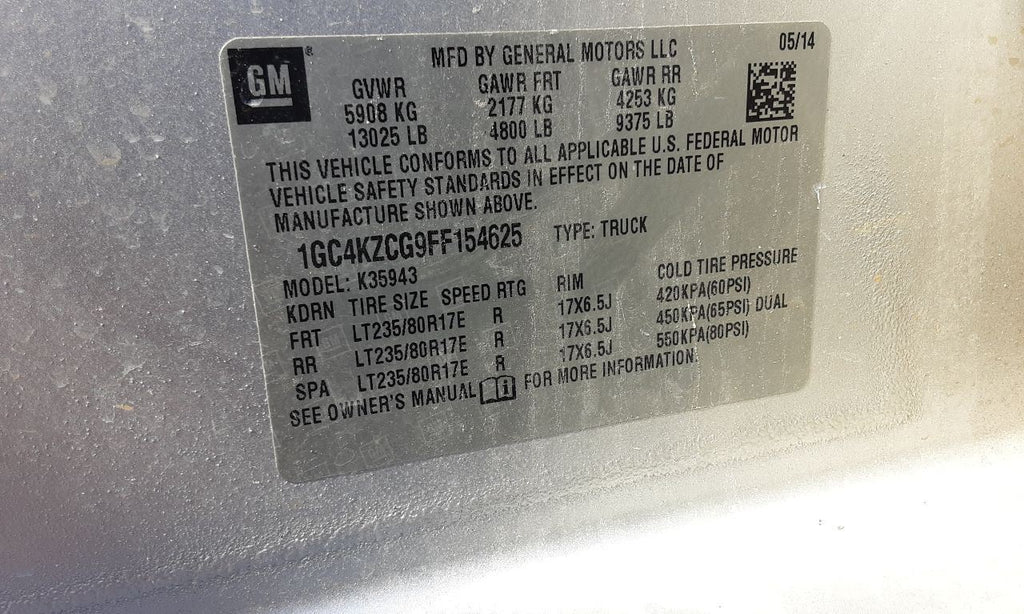 GM
MFD BY GENERAL MOTORS LLC 05/14
GVWR GAWR FRT GAWR RR
5908 KG 2177 KG 4253 KG
13025 LB 4800 LB 9375 LB
THIS VEHICLE CONFORMS TO ALL APPLICABLE U.S. FEDERAL MOTOR
VEHICLE SAFETY STANDARDS IN EFFECT ON THE DATE OF
MANUFACTURE SHOWN ABOVE.
1GC4KZCG9FF154625 TYPE: TRUCK
MODEL: K35943
KDRN TIRE SIZE SPEED RTG RIM COLD TIRE PRESSURE
FRT LT235/80R17E R 17X6.5J 420KPA(60PSI)
RR LT235/80R17E R 17X6.5J 450KPA(65PSI) DUAL
SPA LT235/80R17E R 17X6.5J 550KPA(80PSI)
SEE OWNER'S MANUAL FOR MORE INFORMATION.